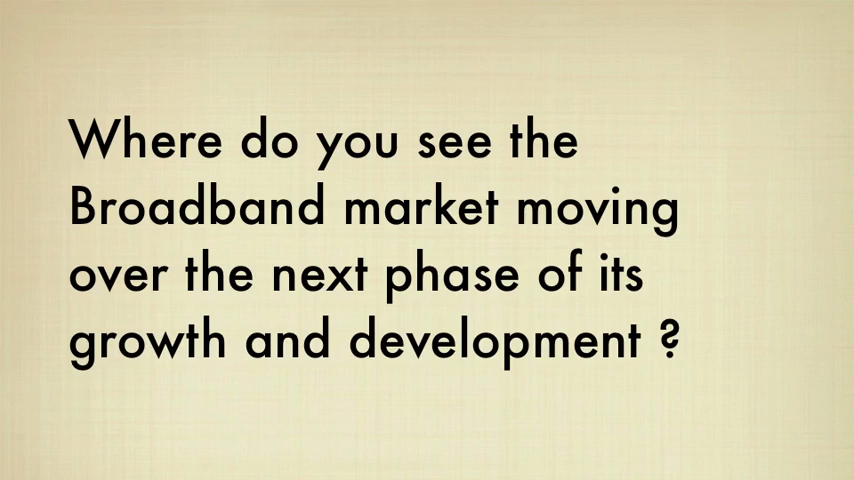 Where do you see the
Broadband market moving
over the next phase of its
growth and development ?